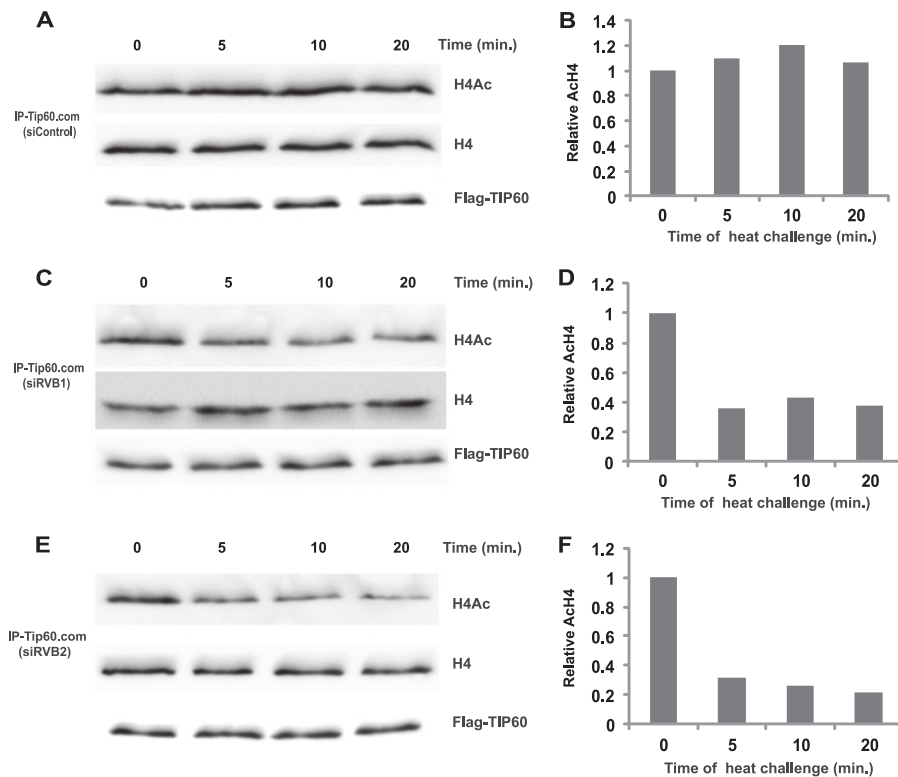 A
0 5 10 20 Time (min.)
IP-Tip60.com
(siControl)
H4Ac
H4
Flag-TIP60
B
Relative AcH4
1.4
1.2
1
0.8
0.6
0.4
0.2
0
0 5 10 20
Time of heat challenge (min.)
C
0 5 10 20 Time (min.)
IP-Tip60.com
(siRVB1)
H4Ac
H4
Flag-TIP60
D
Relative AcH4
1.2
1
0.8
0.6
0.4
0.2
0
0 5 10 20
Time of heat challenge (min.)
E
0 5 10 20 Time (min.)
IP-Tip60.com
(siRVB2)
H4Ac
H4
Flag-TIP60
F
Relative AcH4
1.2
1
0.8
0.6
0.4
0.2
0
0 5 10 20
Time of heat challenge (min.)